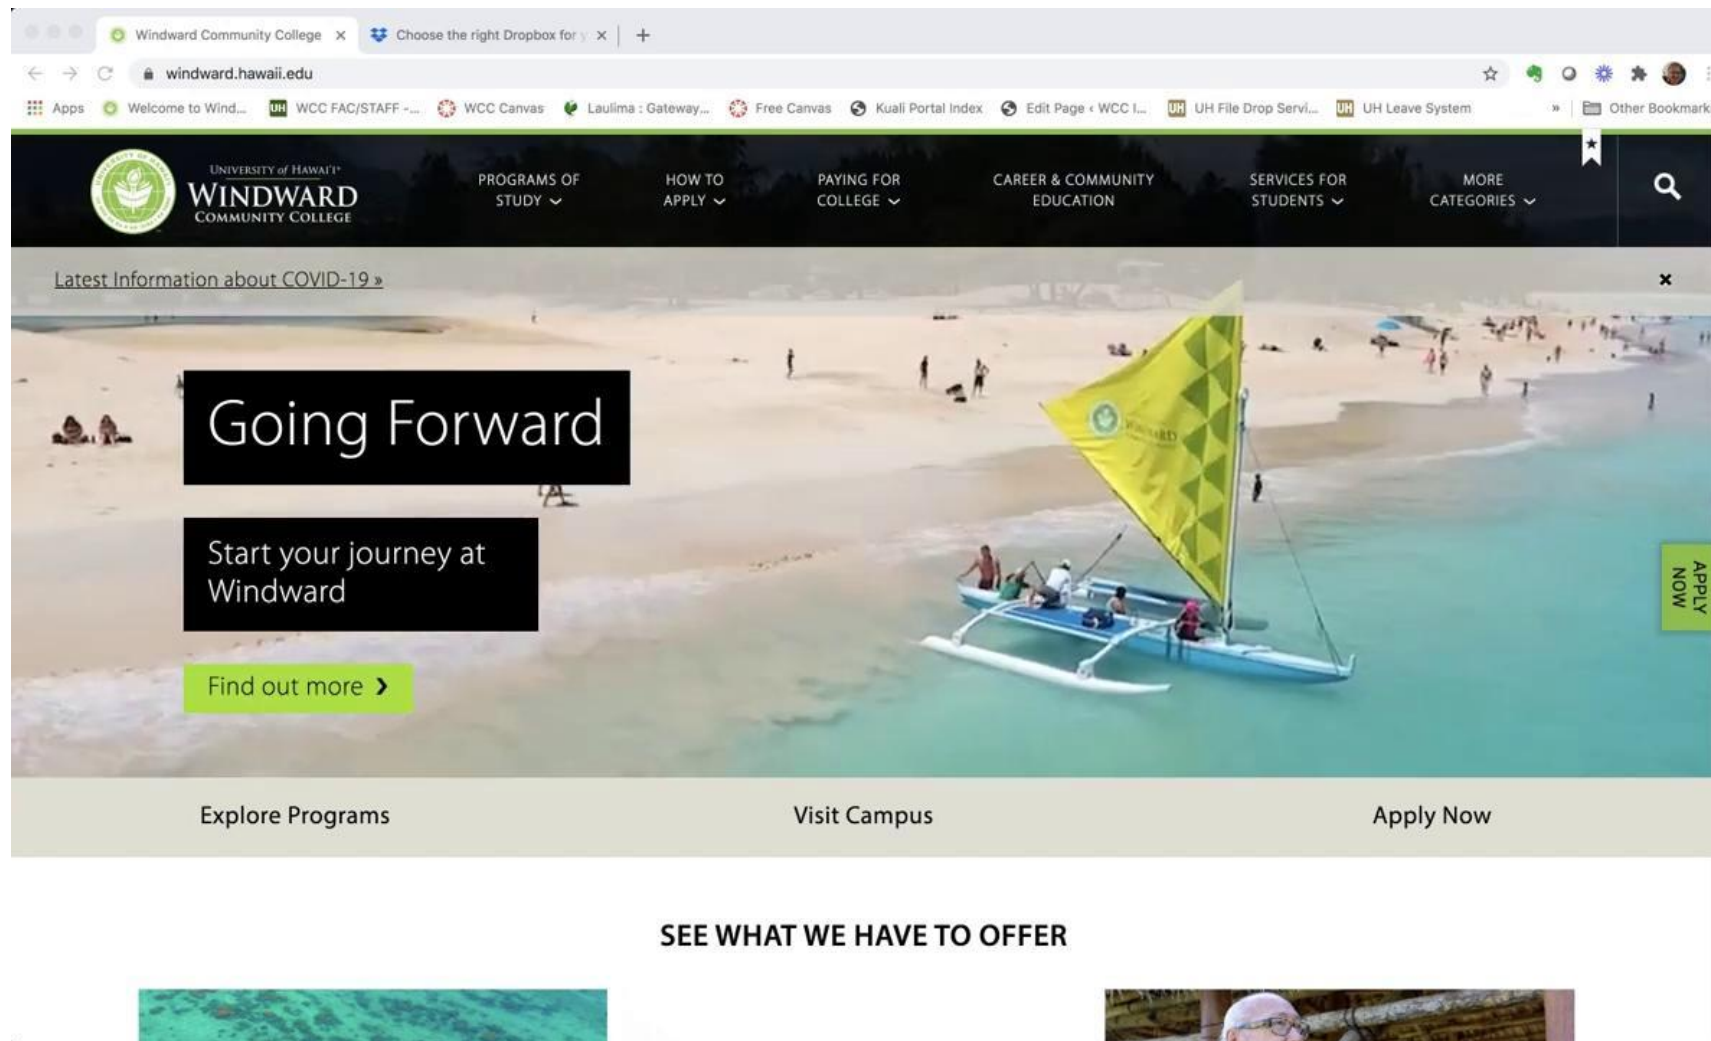 Windward Community College
Choose the right Dropbox for y
windward.hawaii.edu
Apps
Welcome to Wind...
WCC FAC/STAFF -...
WCC Canvas
Laulima : Gateway...
Free Canvas
Kuali Portal Index
Edit Page ‹ WCC I...
UH File Drop Servi...
UH Leave System
»
Other Bookmark
UNIVERSITY of HAWAIʻI®
WINDWARD
COMMUNITY COLLEGE
PROGRAMS OF
STUDY
HOW TO
APPLY
PAYING FOR
COLLEGE
CAREER & COMMUNITY
EDUCATION
SERVICES FOR
STUDENTS
MORE
CATEGORIES
Latest Information about COVID-19 »
Going Forward
WINDWARD
Start your journey at
Windward
Find out more
APPLY
NOW
Explore Programs
Visit Campus
Apply Now
SEE WHAT WE HAVE TO OFFER